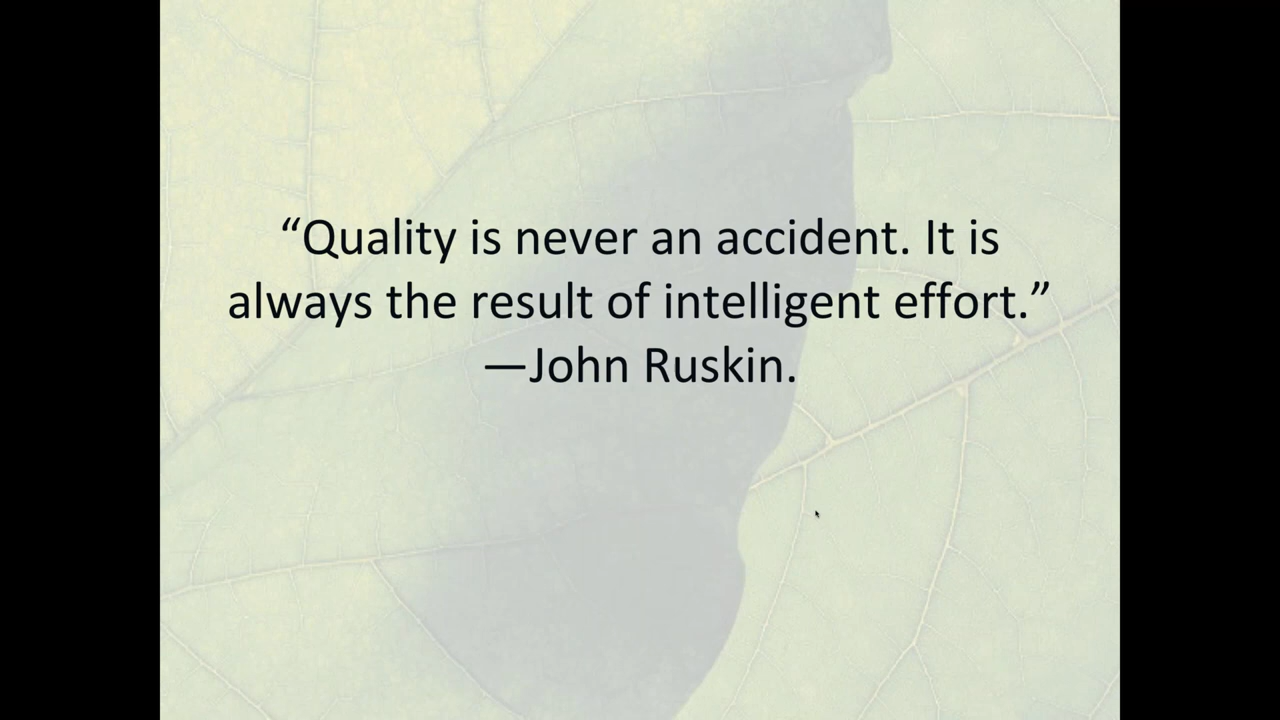 “Quality is never an accident. It is
always the result of intelligent effort.”
—John Ruskin.